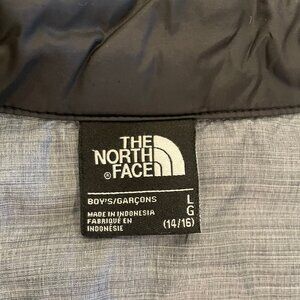 THE
NORTH
® FACE
BOY'S/GARÇONS L
G
MADE IN INDONESIA (14/16)
FABRIQUÉ EN
INDONÉSIE